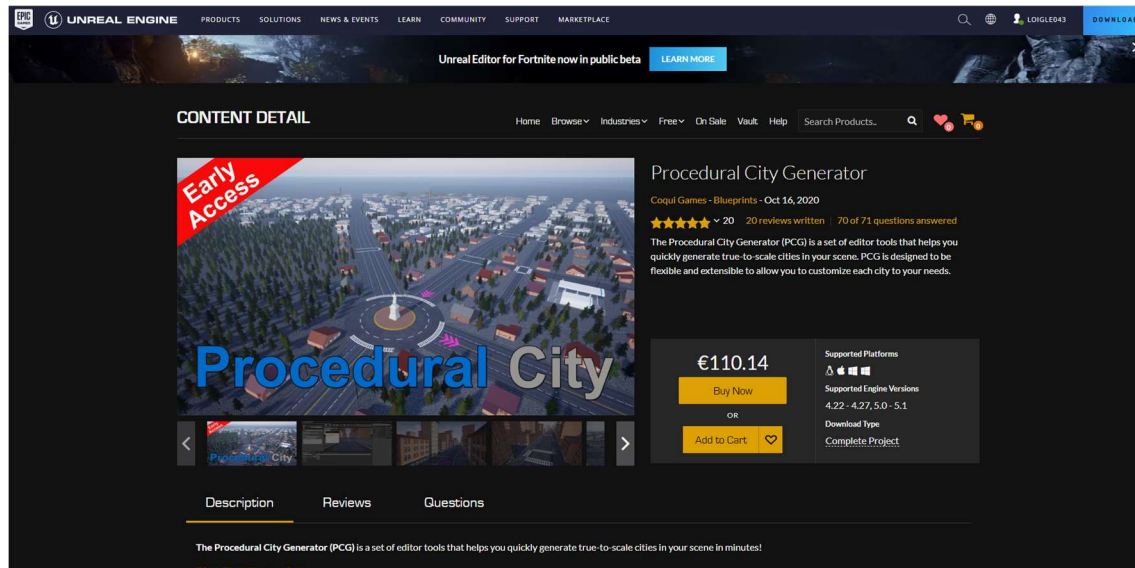 EPIC GAMES
UNREAL ENGINE PRODUCTS SOLUTIONS NEWS & EVENTS LEARN COMMUNITY SUPPORT MARKETPLACE LOIGLE043
Unreal Editor for Fortnite now in public beta LEARN MORE
CONTENT DETAIL Home Browse Industries Free On Sale Vault Help Search Products.. 0 0
Early
Access
Procedural City
Procedural City
Procedural City Generator
Coqui Games - Blueprints - Oct 16, 2020
20 20 reviews written | 70 of 71 questions answered
The Procedural City Generator (PCG) is a set of editor tools that helps you
quickly generate true-to-scale cities in your scene. PCG is designed to be
flexible and extensible to allow you to customize each city to your needs.
€110.14
Buy Now
OR
Add to Cart
Supported Platforms
Supported Engine Versions
4.22 - 4.27, 5.0 - 5.1
Download Type
Complete Project
Description Reviews Questions
The Procedural City Generator (PCG) is a set of editor tools that helps you quickly generate true-to-scale cities in your scene in minutes!